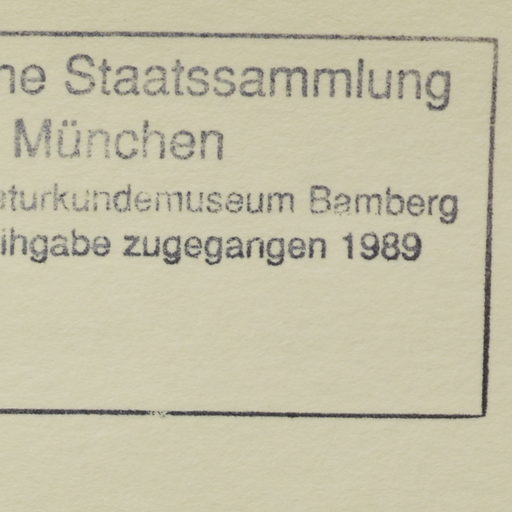 ne Staatssammlung
München
aturkundemuseum Bamberg
ihgabe zugegangen 1989